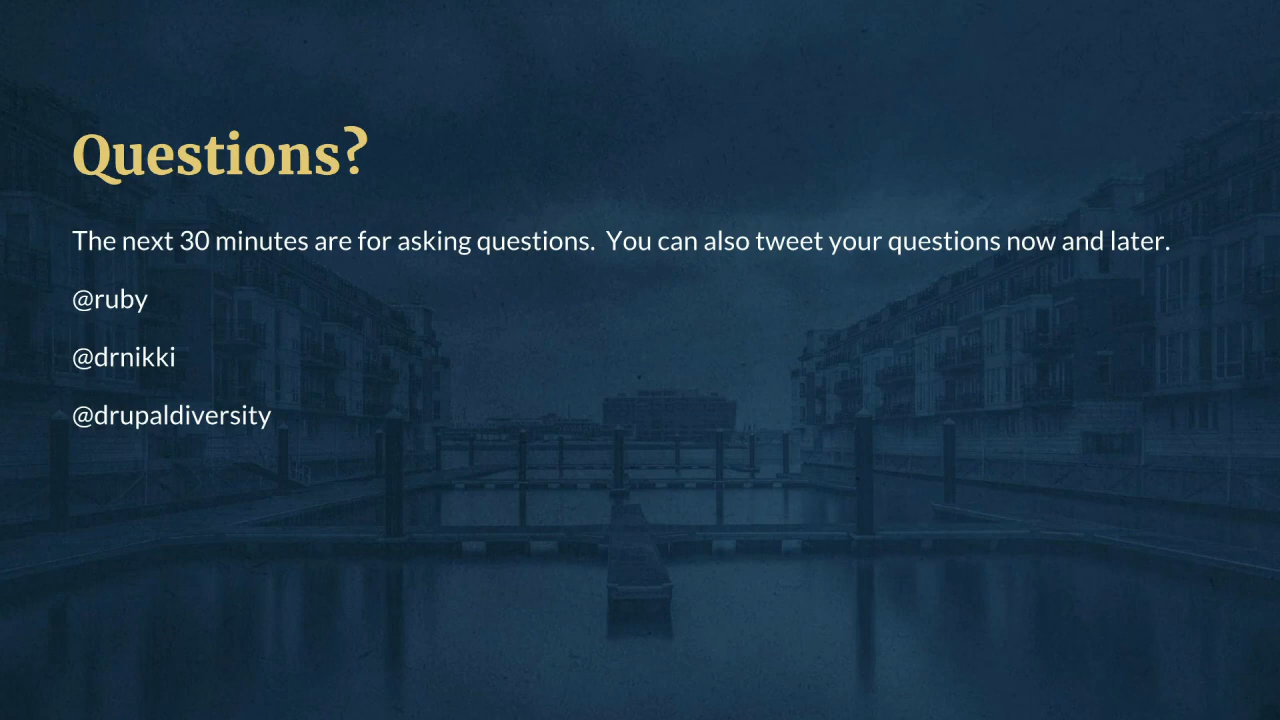 Questions?
The next 30 minutes are for asking questions.  You can also tweet your questions now and later.
@ruby
@drnikki
@drupaldiversity